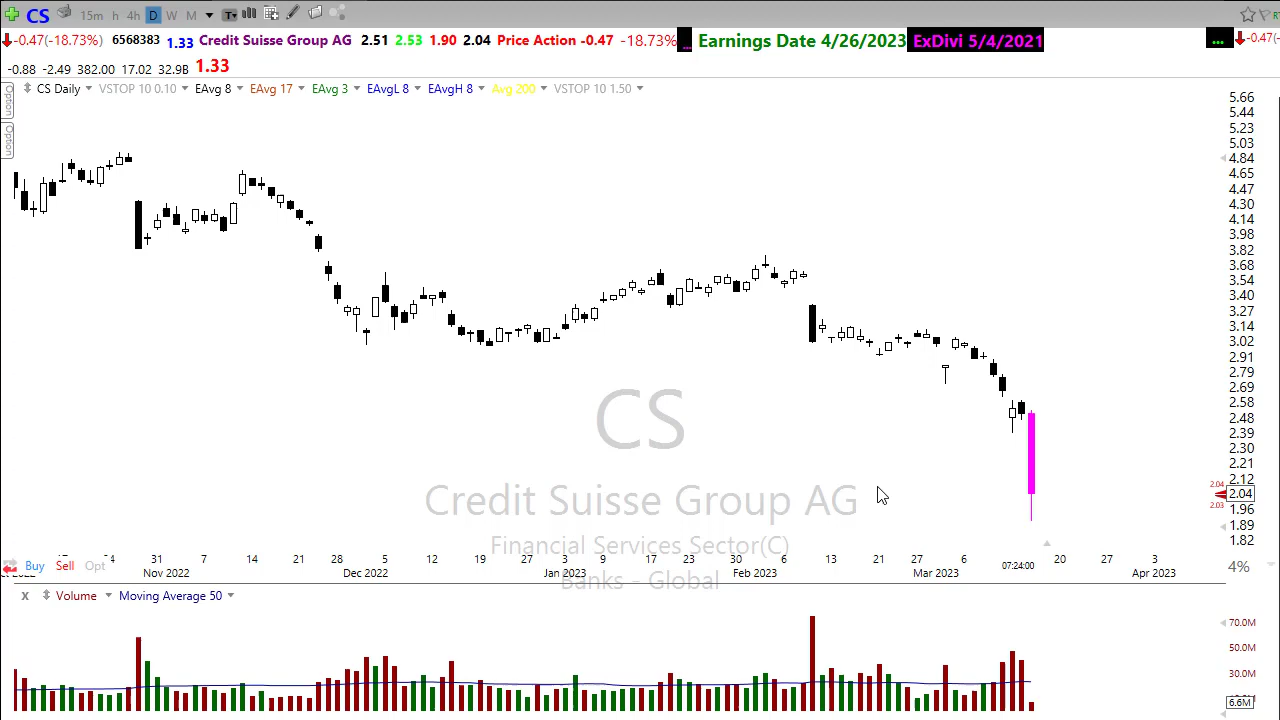 CS 15m h 4h D W M T
-0.47(-18.73%) 6568383 1.33 Credit Suisse Group AG 2.51 2.53 1.90 2.04 Price Action -0.47 -18.73% ... Earnings Date 4/26/2023 ExDivi 5/4/2021 ... -0.47(-
-0.88 -2.49 382.00 17.02 32.9B 1.33
Option
Option
CS Daily VSTOP 10 0.10 EAvg 8 EAvg 17 EAvg 3 EAvgL 8 EAvgH 8 Avg 200 VSTOP 10 1.50
5.66
5.44
5.23
5.03
4.84
4.65
4.47
4.30
4.14
3.98
3.82
3.68
3.54
3.40
3.27
3.14
3.02
2.91
2.79
2.69
2.58
2.48
2.39
2.30
2.21
2.12
2.04
2.04
2.03
1.96
1.89
1.82
CS
Credit Suisse Group AG
Financial Services Sector(C)
Banks - Global
31 7 14 21 28 5 12 19 27 3 9 17 23 30 6 13 21 27 6 20 27 3
Buy Sell Opt
Nov 2022 Dec 2022 Jan 2023 Feb 2023 Mar 2023 07:24:00 Apr 2023 4%
x Volume Moving Average 50
70.0M
50.0M
30.0M
6.6M